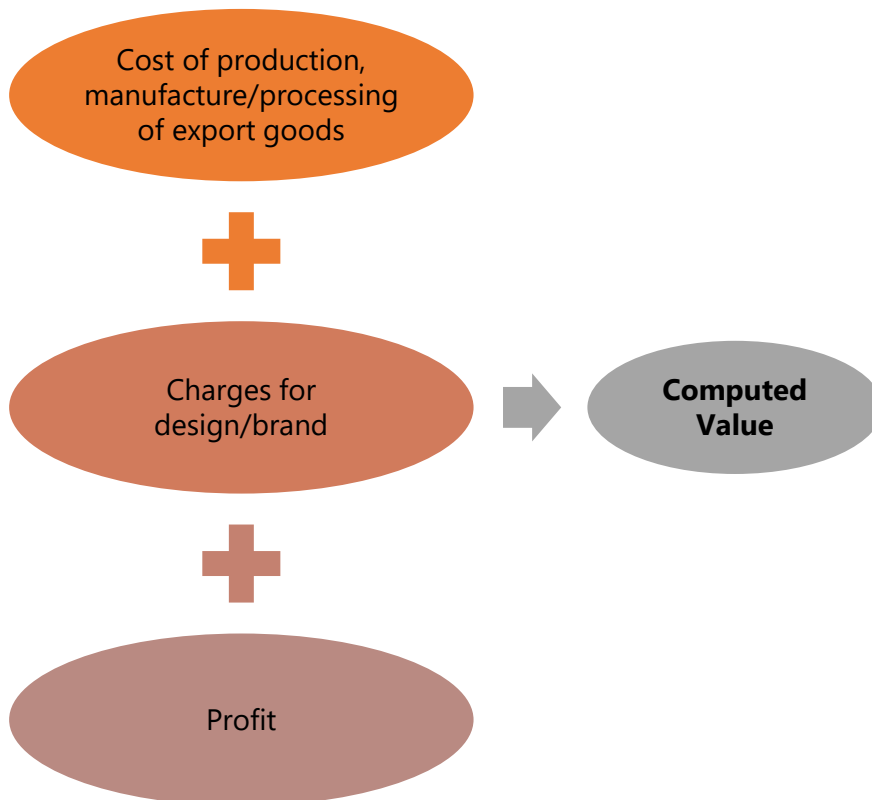 Cost of production,
manufacture/processing
of export goods
Charges for
design/brand
Computed
Value
Profit